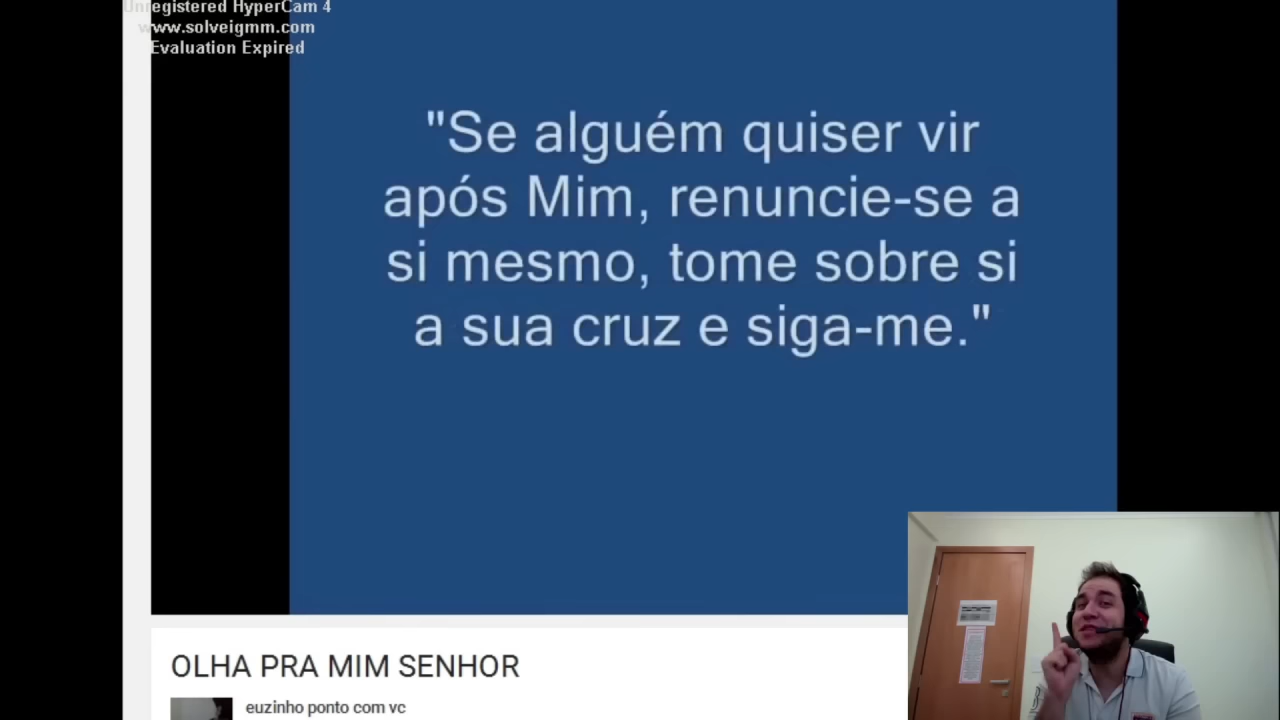 Unregistered HyperCam 4
www.solveigmm.com
Evaluation Expired
"Se alguém quiser vir
após Mim, renuncie-se a
si mesmo, tome sobre si
a sua cruz e siga-me."
OLHA PRA MIM SENHOR
euzinho ponto com vc